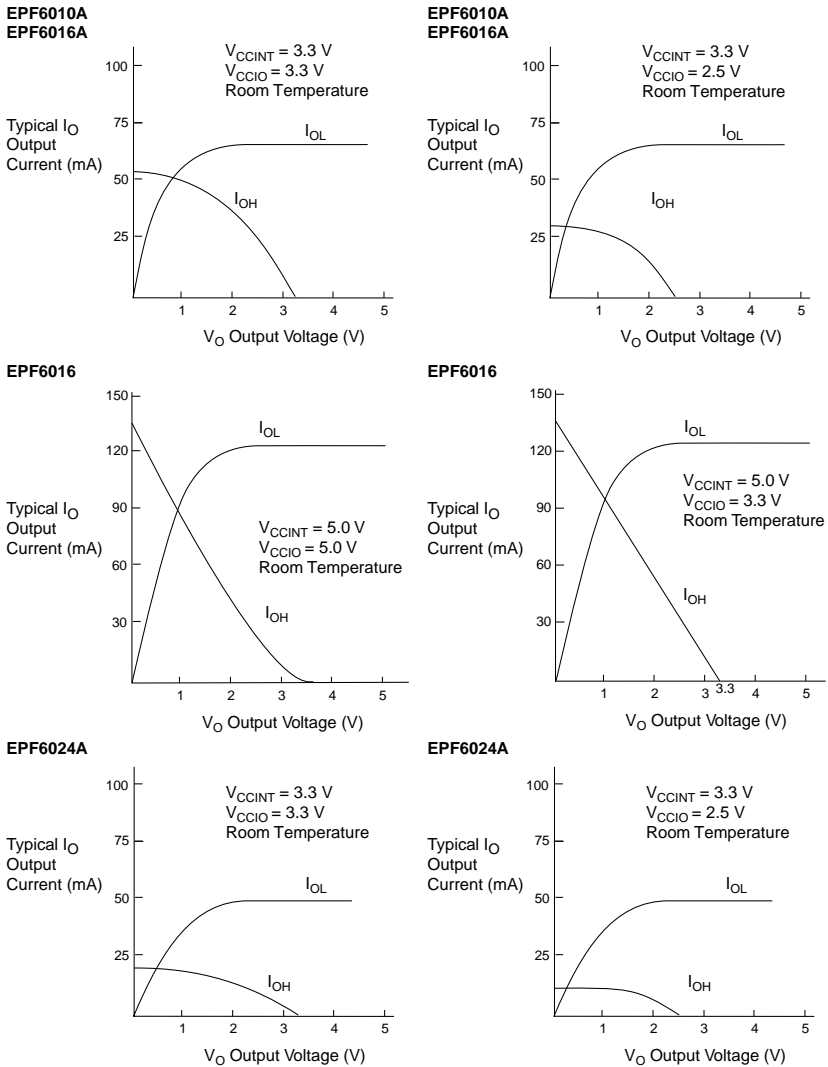 EPF6010A
EPF6016A
VCCINT = 3.3 V
VCCIO = 3.3 V
Room Temperature
100
75
50
25
Typical IO
Output
Current (mA)
IOL
IOH
1 2 3 4 5
VO Output Voltage (V)
EPF6010A
EPF6016A
VCCINT = 3.3 V
VCCIO = 2.5 V
Room Temperature
100
75
50
25
Typical IO
Output
Current (mA)
IOL
IOH
1 2 3 4 5
VO Output Voltage (V)
EPF6016
150
120
90
60
30
IOL
Typical IO
Output
Current (mA)
VCCINT = 5.0 V
VCCIO = 5.0 V
Room Temperature
IOH
1 2 3 4 5
VO Output Voltage (V)
EPF6016
150
120
90
60
30
IOL
VCCINT = 5.0 V
VCCIO = 3.3 V
Room Temperature
Typical IO
Output
Current (mA)
IOH
1 2 3 3.3 4 5
VO Output Voltage (V)
EPF6024A
100
75
50
25
VCCINT = 3.3 V
VCCIO = 3.3 V
Room Temperature
Typical IO
Output
Current (mA)
IOL
IOH
1 2 3 4 5
VO Output Voltage (V)
EPF6024A
100
75
50
25
VCCINT = 3.3 V
VCCIO = 2.5 V
Room Temperature
Typical IO
Output
Current (mA)
IOL
IOH
1 2 3 4 5
VO Output Voltage (V)